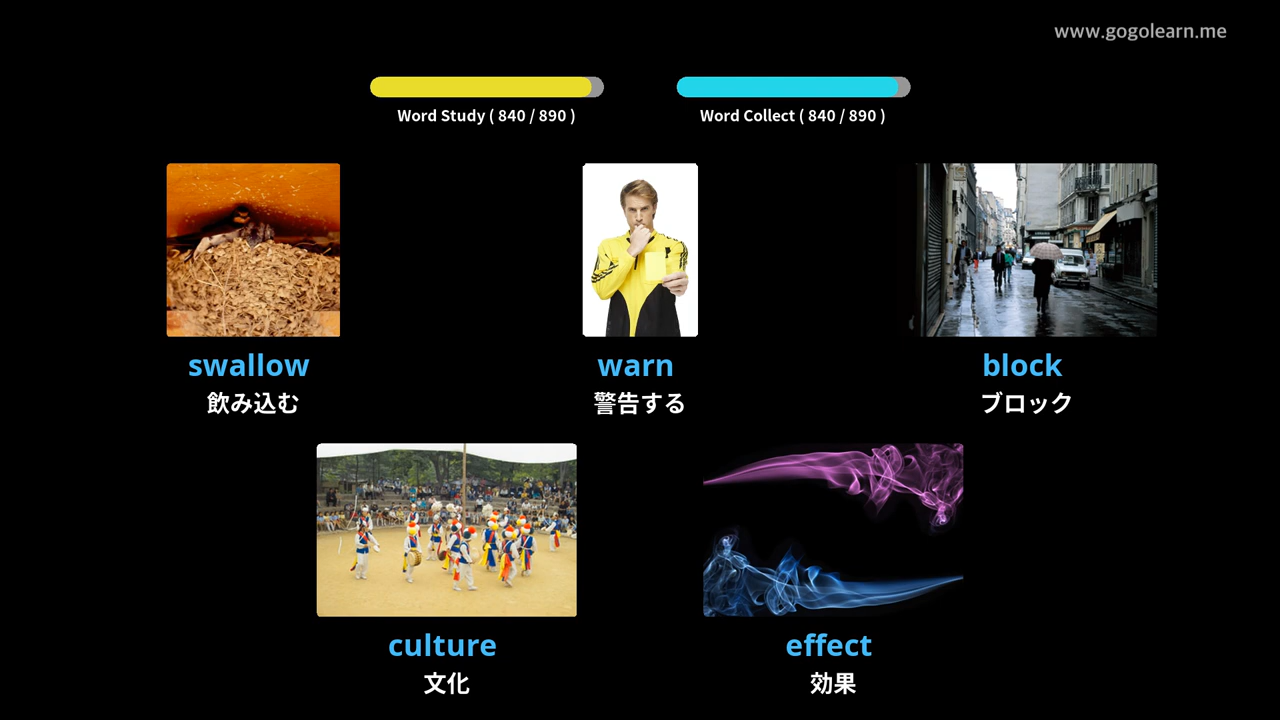 www.gogolearn.me
Word Study ( 840 / 890 )
Word Collect ( 840 / 890 )
swallow
飲み込む
warn
警告する
block
ブロック
culture
文化
effect
効果